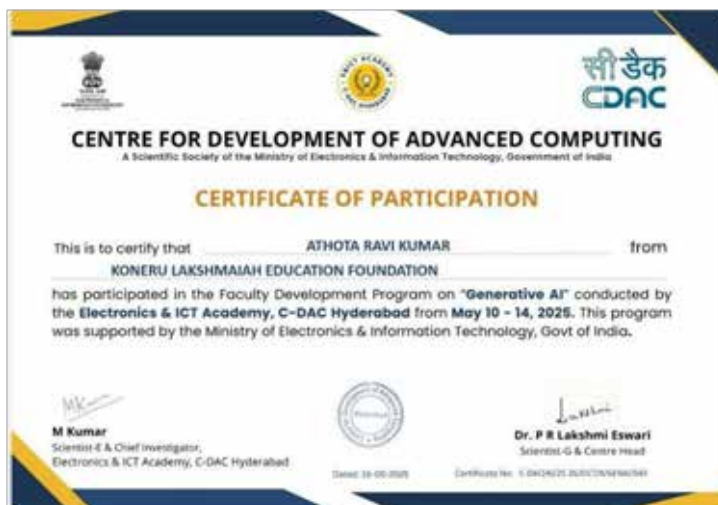 सी डैक
CDAC
CENTRE FOR DEVELOPMENT OF ADVANCED COMPUTING
A Scientific Society of the Ministry of Electronics & Information Technology, Government of India
CERTIFICATE OF PARTICIPATION
This is to certify that ATHOTA RAVI KUMAR from
KONERU LAKSHMAIAH EDUCATION FOUNDATION
has participated in the Faculty Development Program on "Generative AI" conducted by
the Electronics & ICT Academy, C-DAC Hyderabad from May 10 - 14, 2025. This program
was supported by the Ministry of Electronics & Information Technology, Govt of India.
M Kumar
Scientist-E & Chief Investigator,
Electronics & ICT Academy, C-DAC Hyderabad
Dr. P R Lakshmi Eswari
Scientist-G & Centre Head
Certificate No: